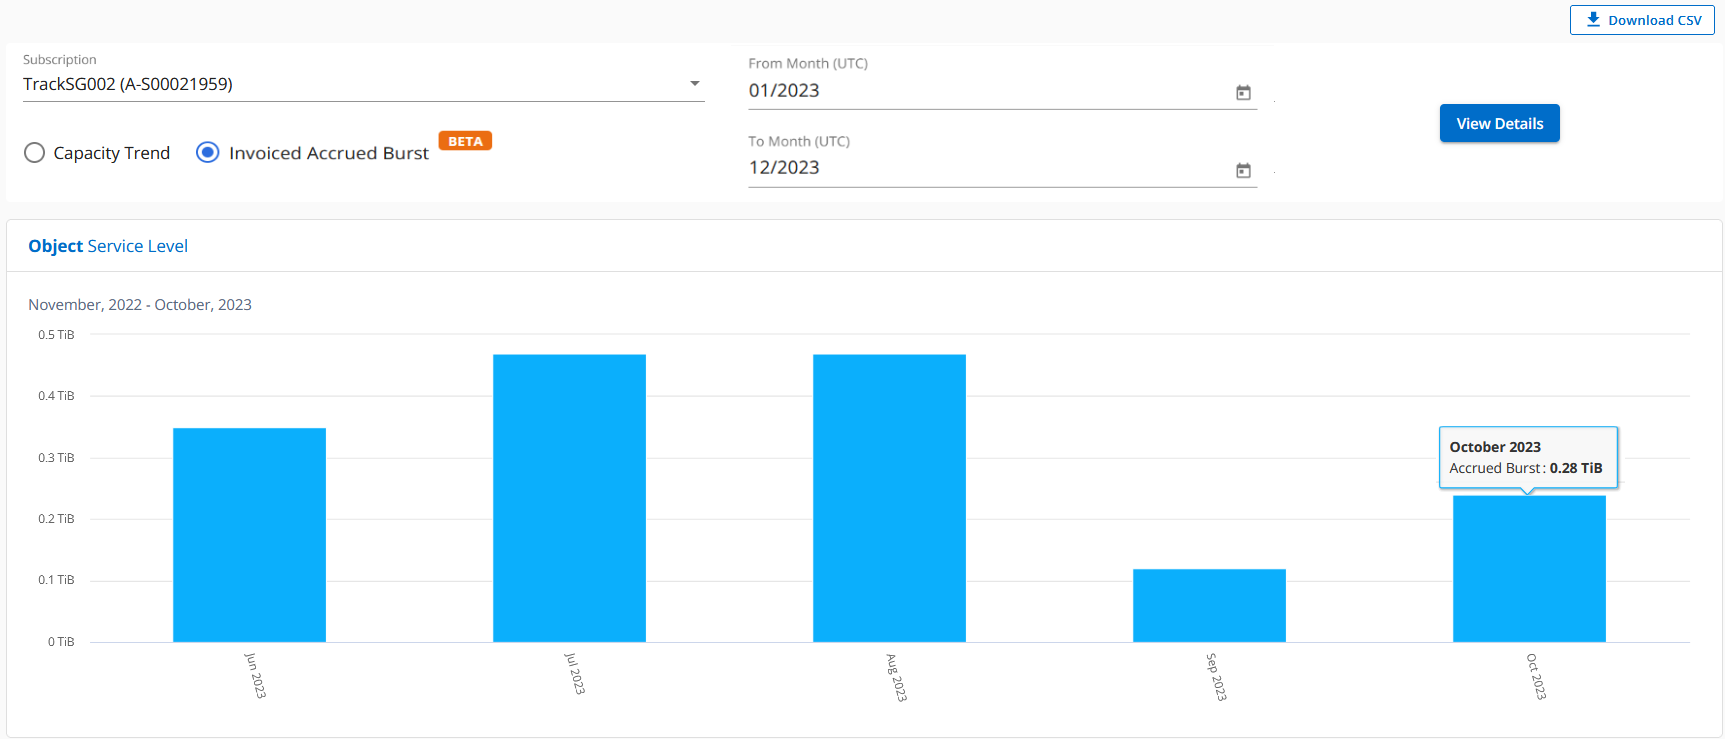 Download CSV
Subscription
TrackSG002 (A-S00021959)
From Month (UTC)
01/2023
View Details
Capacity Trend
Invoiced Accrued Burst
BETA
To Month (UTC)
12/2023
Object Service Level
November, 2022 - October, 2023
0.5 TiB
0.4 TiB
0.3 TiB
0.2 TiB
0.1 TiB
0 TiB
October 2023
Accrued Burst: 0.28 TiB
Jun 2023
Jul 2023
Aug 2023
Sep 2023
Oct 2023